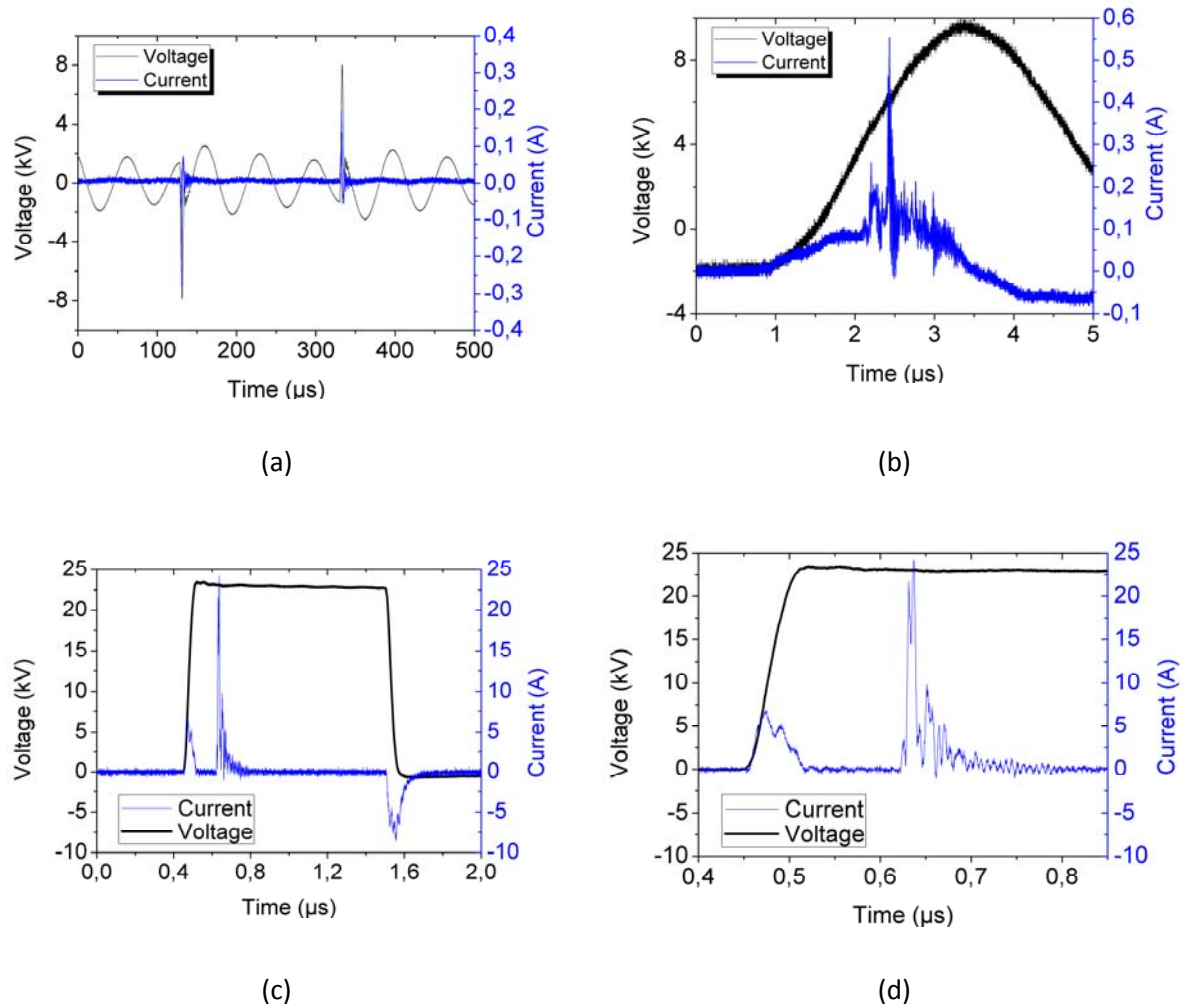 8
4
0
-4
-8
Voltage (kV)
Voltage
Current
0,4
0,3
0,2
0,1
0,0
-0,1
-0,2
-0,3
-0,4
Current (A)
0 100 200 300 400 500
Time (µs)
(a)
8
4
0
-4
Voltage (kV)
Voltage
Current
0,6
0,5
0,4
0,3
0,2
0,1
0,0
-0,1
Current (A)
0 1 2 3 4 5
Time (µs)
(b)
25
20
15
10
5
0
-5
-10
Voltage (kV)
Current
Voltage
25
20
15
10
5
0
-5
-10
Current (A)
0,0 0,4 0,8 1,2 1,6 2,0
Time (µs)
(c)
25
20
15
10
5
0
-5
-10
Voltage (kV)
Current
Voltage
25
20
15
10
5
0
-5
-10
Current (A)
0,4 0,5 0,6 0,7 0,8
Time (µs)
(d)